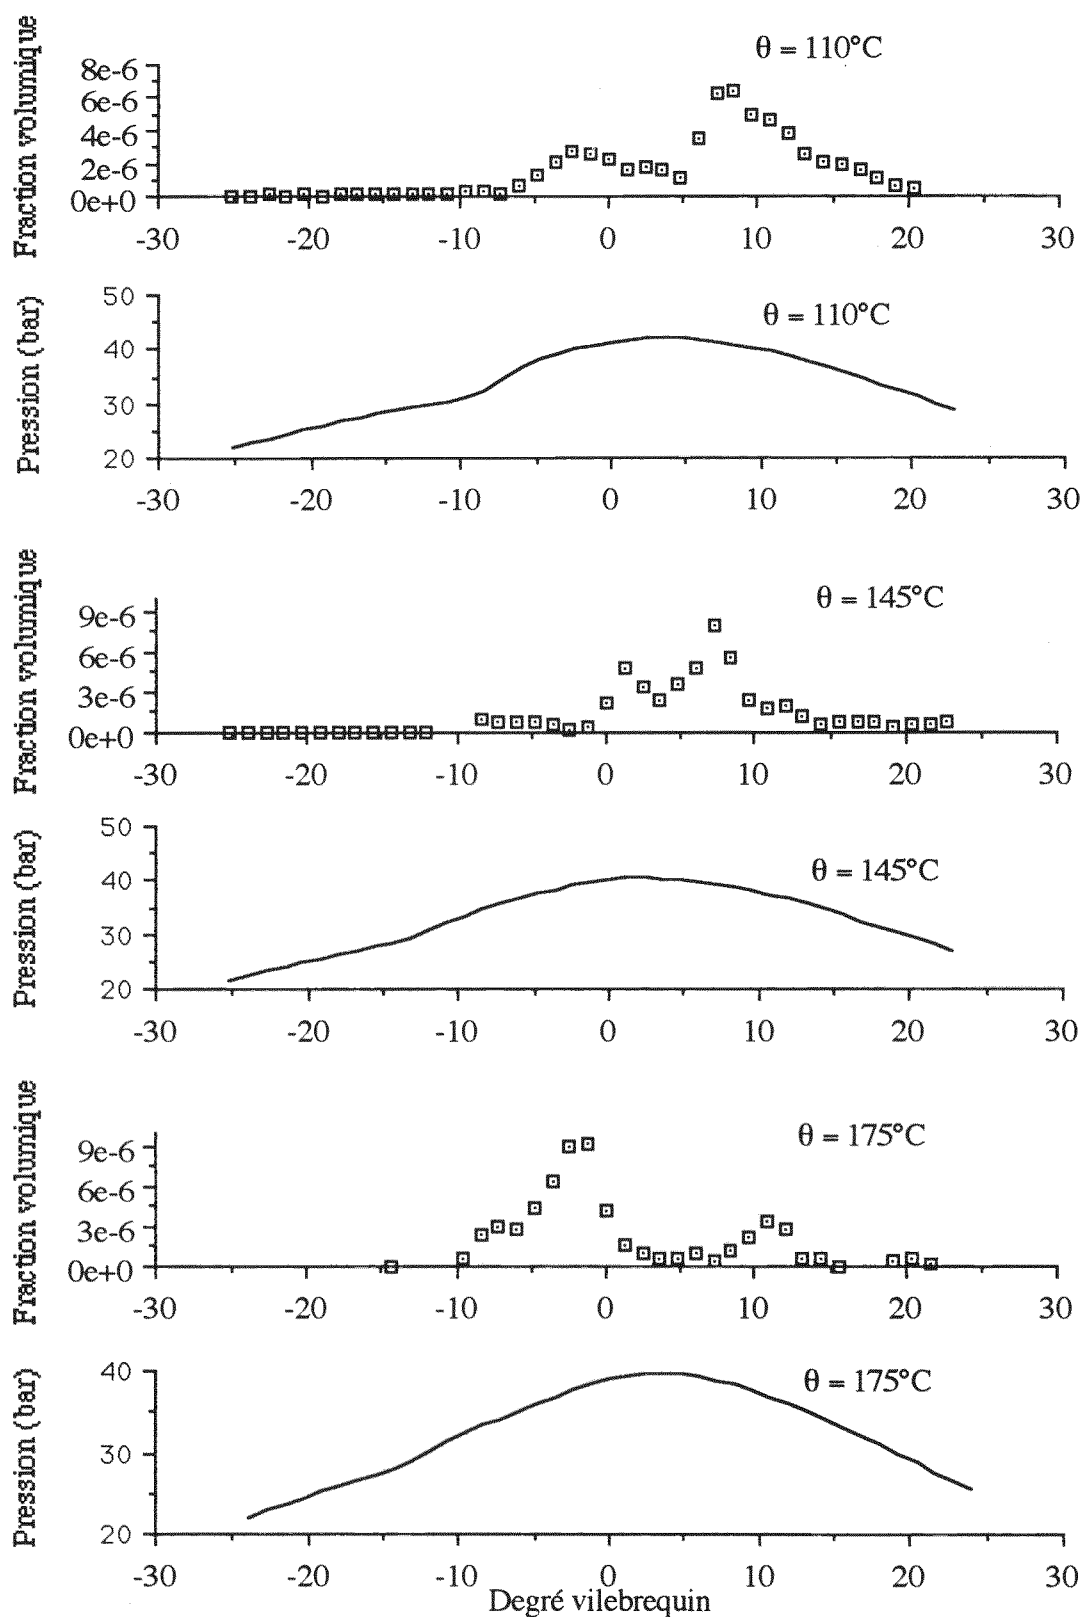 θ = 110°C
Fraction volumique
8e-6
6e-6
4e-6
2e-6
0e+0
-30 -20 -10 0 10 20 30
θ = 110°C
Pression (bar)
50
40
30
20
-30 -20 -10 0 10 20 30
θ = 145°C
Fraction volumique
9e-6
6e-6
3e-6
0e+0
-30 -20 -10 0 10 20 30
θ = 145°C
Pression (bar)
50
40
30
20
-30 -20 -10 0 10 20 30
θ = 175°C
Fraction volumique
9e-6
6e-6
3e-6
0e+0
-30 -20 -10 0 10 20 30
θ = 175°C
Pression (bar)
40
30
20
-30 -20 -10 0 10 20 30
Degré vilebrequin